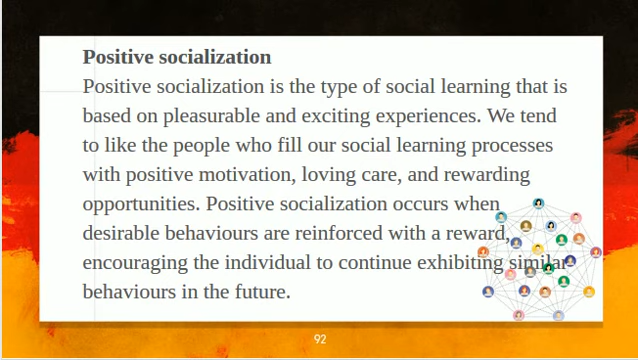 Positive socialization
Positive socialization is the type of social learning that is
based on pleasurable and exciting experiences. We tend
to like the people who fill our social learning processes
with positive motivation, loving care, and rewarding
opportunities. Positive socialization occurs when
desirable behaviours are reinforced with a reward,
encouraging the individual to continue exhibiting similar
behaviours in the future.
92